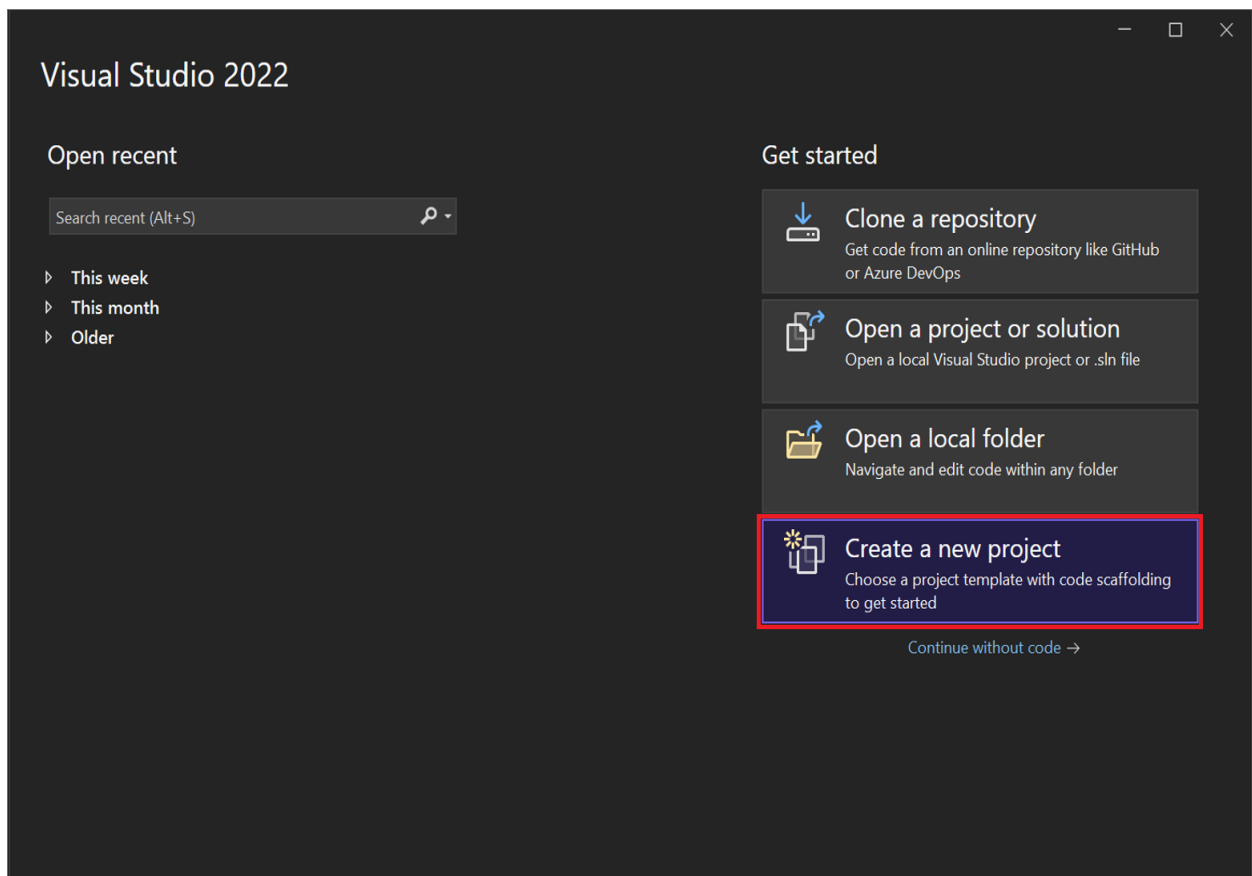 Visual Studio 2022
Open recent
Search recent (Alt+S)
This week
This month
Older
Get started
Clone a repository
Get code from an online repository like GitHub
or Azure DevOps
Open a project or solution
Open a local Visual Studio project or .sln file
Open a local folder
Navigate and edit code within any folder
Create a new project
Choose a project template with code scaffolding
to get started
Continue without code →